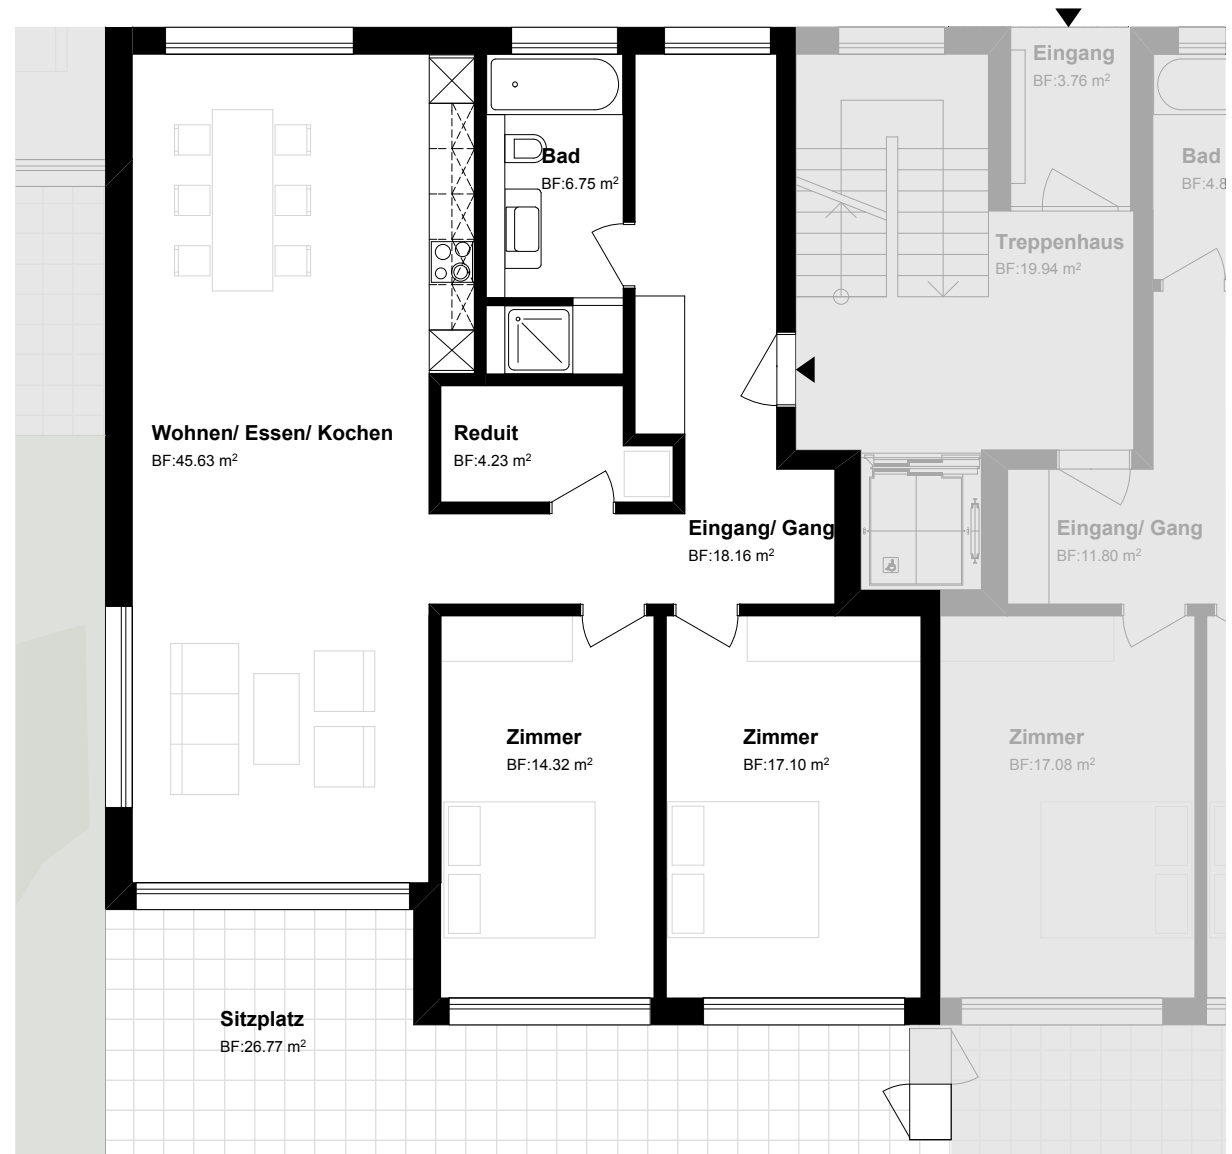 Eingang
BF:3.76 m²
Bad
BF:6.75 m²
Bad
BF:4.8
Treppenhaus
BF:19.94 m²
Wohnen/ Essen/ Kochen
BF:45.63 m²
Reduit
BF:4.23 m²
Eingang/ Gang
BF:18.16 m²
Eingang/ Gang
BF:11.80 m²
Zimmer
BF:14.32 m²
Zimmer
BF:17.10 m²
Zimmer
BF:17.08 m²
Sitzplatz
BF:26.77 m²